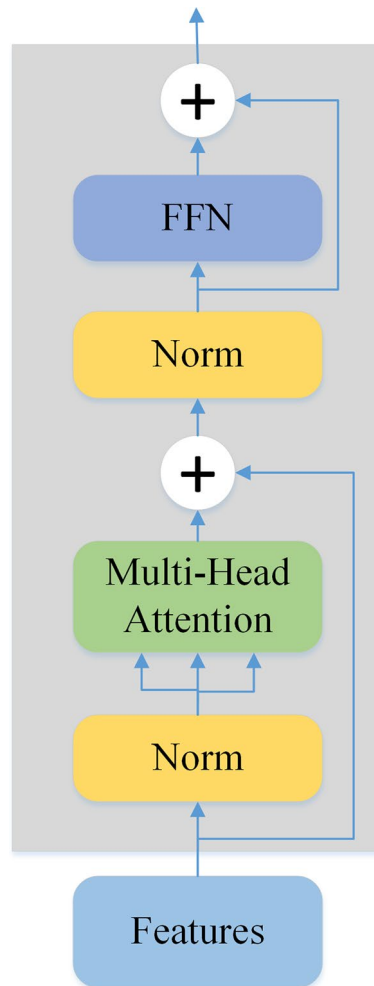 +
FFN
Norm
+
Multi-Head
Attention
Norm
Features